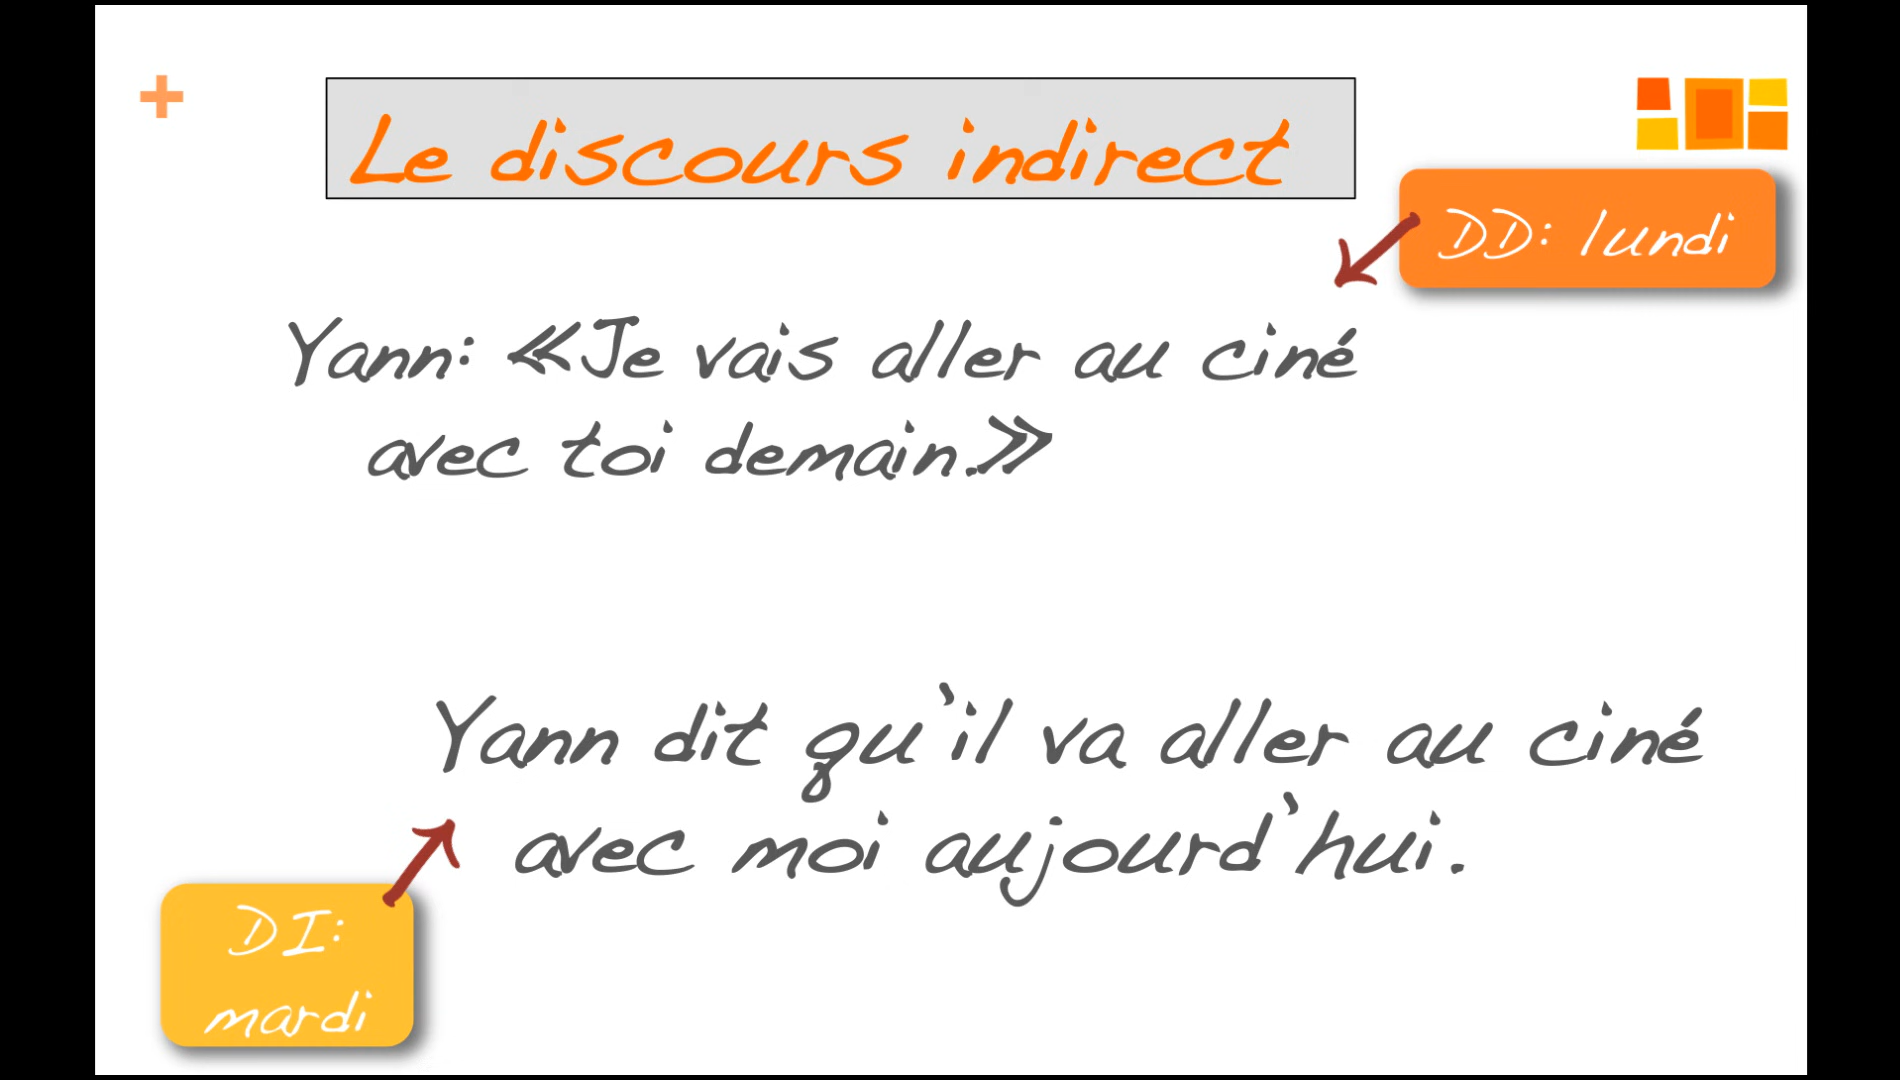 Le discours indirect
DD: lundi
Yann: «Je vais aller au ciné
avec toi demain.»
Yann dit qu'il va aller au ciné
avec moi aujourd'hui.
DI:
mardi